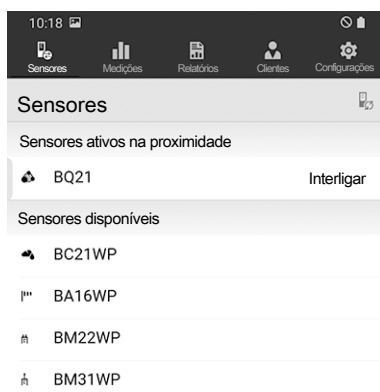 10:18
Sensores Medições Relatórios Clientes Configurações
Sensores
Sensores ativos na proximidade
BQ21 Interligar
Sensores disponíveis
BC21WP
BA16WP
BM22WP
BM31WP